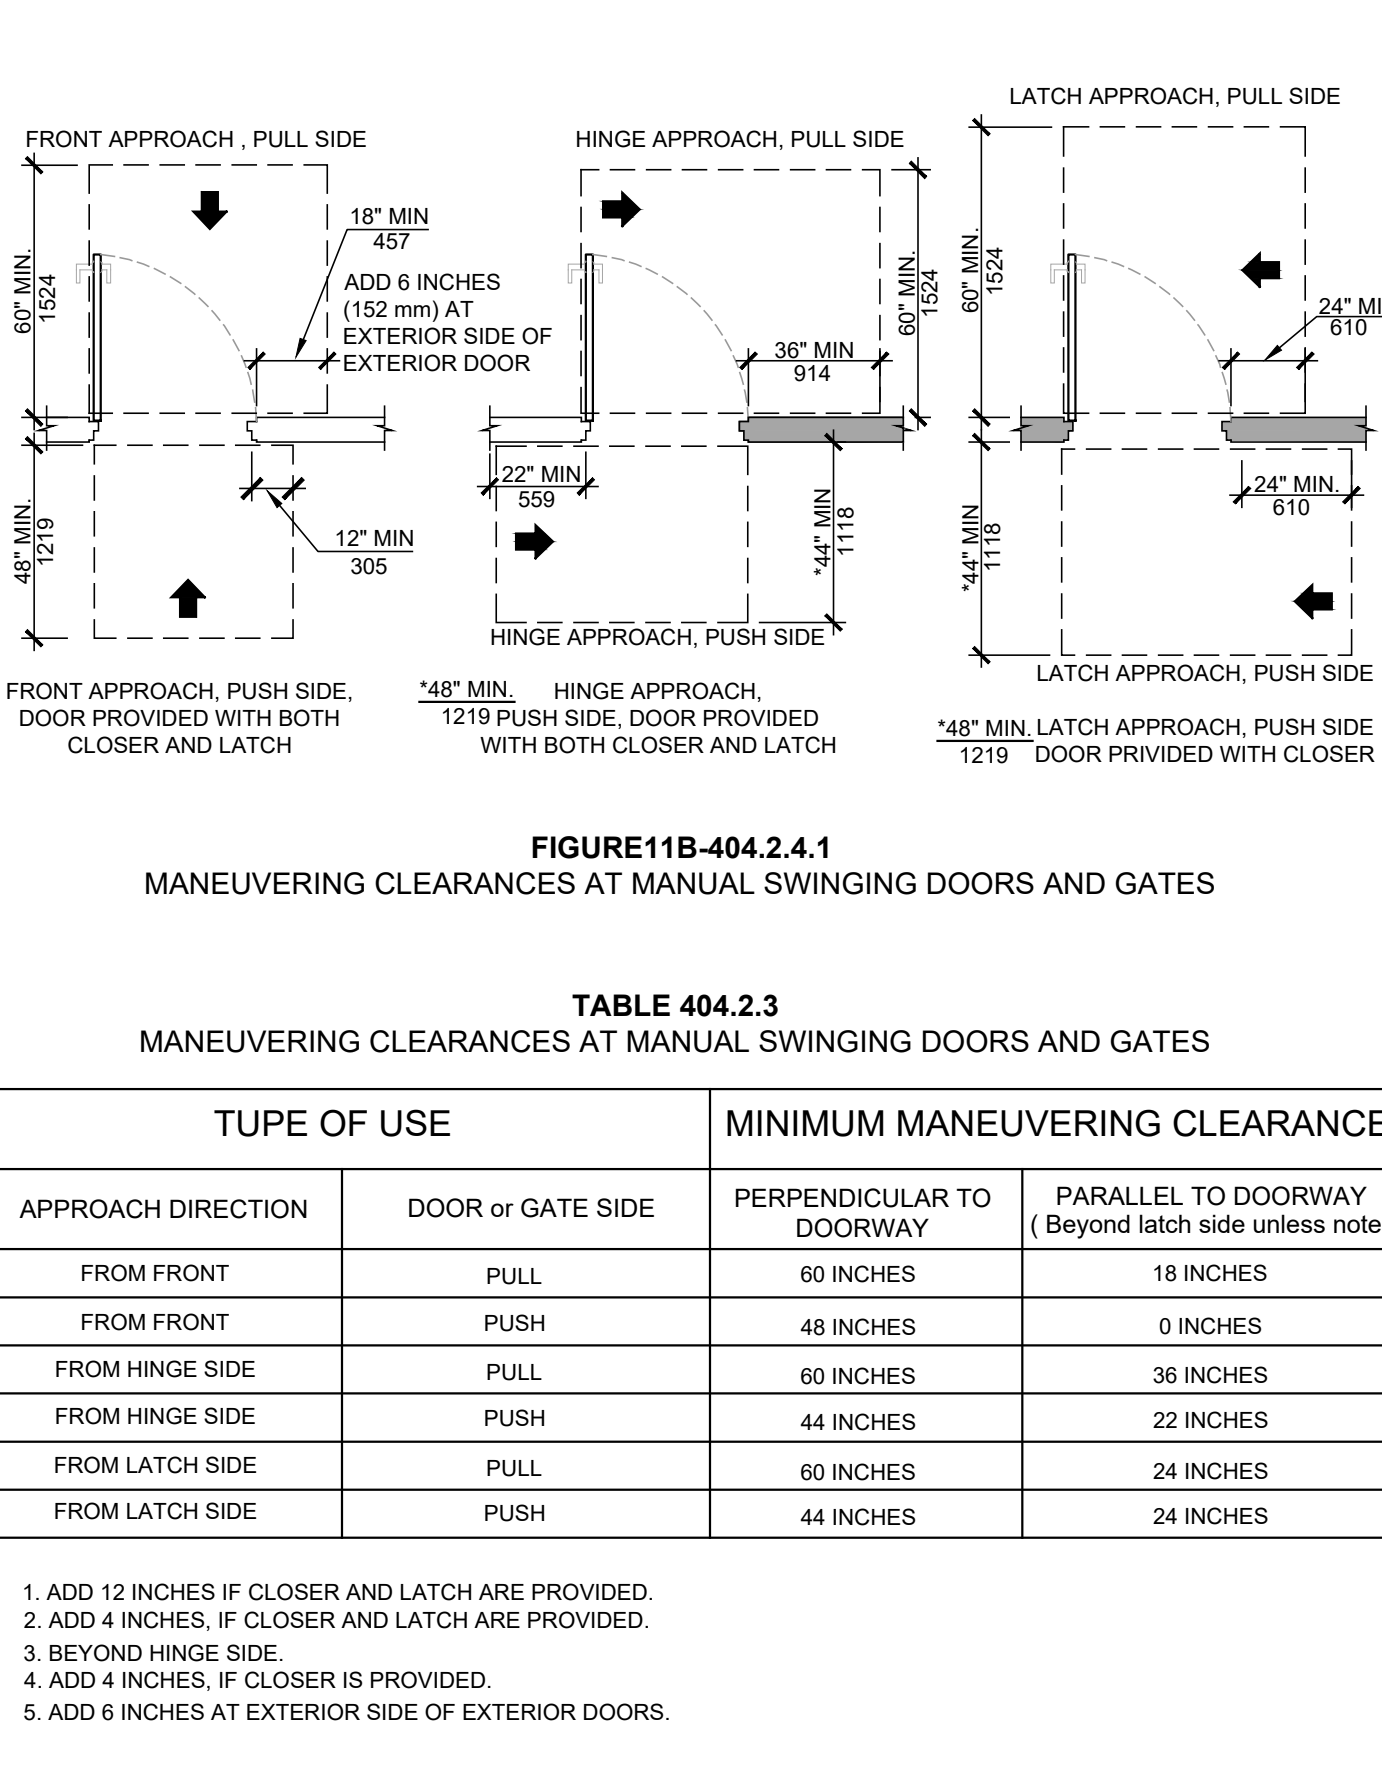 LATCH APPROACH, PULL SIDE
FRONT APPROACH , PULL SIDE
HINGE APPROACH, PULL SIDE
18" MIN
457
ADD 6 INCHES
(152 mm) AT
EXTERIOR SIDE OF
EXTERIOR DOOR
60" MIN.
1524
60" MIN.
1524
60" MIN.
1524
24" MI
610
36" MIN
914
22" MIN
559
24" MIN.
610
48" MIN.
1219
12" MIN
305
*44" MIN
1118
*44" MIN
1118
HINGE APPROACH, PUSH SIDE
LATCH APPROACH, PUSH SIDE
FRONT APPROACH, PUSH SIDE,
DOOR PROVIDED WITH BOTH
CLOSER AND LATCH
*48" MIN. HINGE APPROACH,
1219 PUSH SIDE, DOOR PROVIDED
WITH BOTH CLOSER AND LATCH
*48" MIN. LATCH APPROACH, PUSH SIDE
1219 DOOR PRIVIDED WITH CLOSER
FIGURE11B-404.2.4.1
MANEUVERING CLEARANCES AT MANUAL SWINGING DOORS AND GATES
TABLE 404.2.3
MANEUVERING CLEARANCES AT MANUAL SWINGING DOORS AND GATES
TUPE OF USE MINIMUM MANEUVERING CLEARANCE
APPROACH DIRECTION DOOR or GATE SIDE PERPENDICULAR TO DOORWAY PARALLEL TO DOORWAY ( Beyond latch side unless note
FROM FRONT PULL 60 INCHES 18 INCHES
FROM FRONT PUSH 48 INCHES 0 INCHES
FROM HINGE SIDE PULL 60 INCHES 36 INCHES
FROM HINGE SIDE PUSH 44 INCHES 22 INCHES
FROM LATCH SIDE PULL 60 INCHES 24 INCHES
FROM LATCH SIDE PUSH 44 INCHES 24 INCHES
1. ADD 12 INCHES IF CLOSER AND LATCH ARE PROVIDED.
2. ADD 4 INCHES, IF CLOSER AND LATCH ARE PROVIDED.
3. BEYOND HINGE SIDE.
4. ADD 4 INCHES, IF CLOSER IS PROVIDED.
5. ADD 6 INCHES AT EXTERIOR SIDE OF EXTERIOR DOORS.